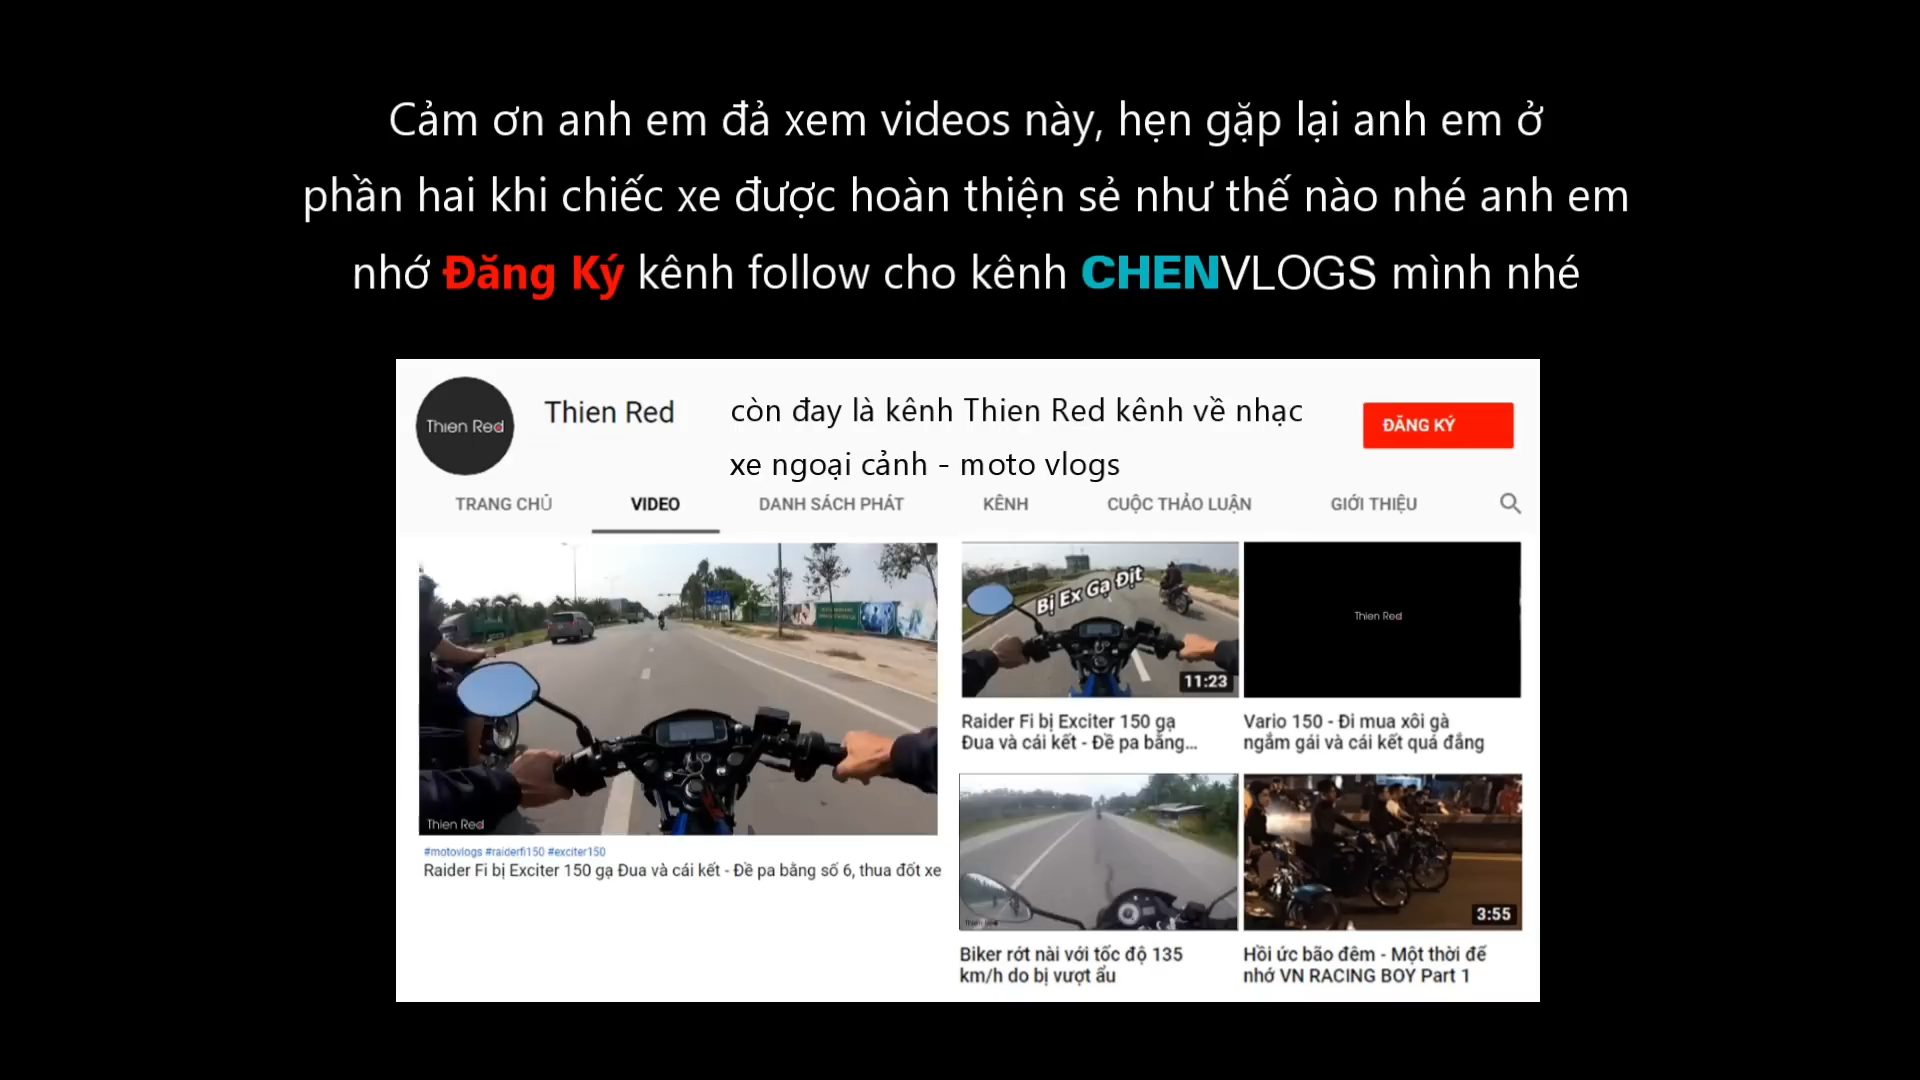 Cảm ơn anh em đả xem videos này, hẹn gặp lại anh em ở
phần hai khi chiếc xe được hoàn thiện sẻ như thế nào nhé anh em
nhớ Đăng Ký kênh follow cho kênh CHENVLOGS mình nhé
Thien Red
Thien Red
còn đay là kênh Thien Red kênh về nhạc
xe ngoại cảnh - moto vlogs
ĐĂNG KÝ
TRANG CHỦ
VIDEO
DANH SÁCH PHÁT
KÊNH
CUỘC THẢO LUẬN
GIỚI THIỆU
Thien Red
#motovlogs #raiderfi150 #exciter150
Raider Fi bị Exciter 150 gạ Đua và cái kết - Đề pa bằng số 6, thua đốt xe
Bị Ex Gạ Địt
11:23
Raider Fi bị Exciter 150 gạ
Đua và cái kết - Đề pa bằng...
Thien Red
Vario 150 - Đi mua xôi gà
ngắm gái và cái kết quá đắng
Thien Red
Biker rớt nài với tốc độ 135
km/h do bị vượt ẩu
3:55
Hồi ức bão đêm - Một thời để
nhớ VN RACING BOY Part 1